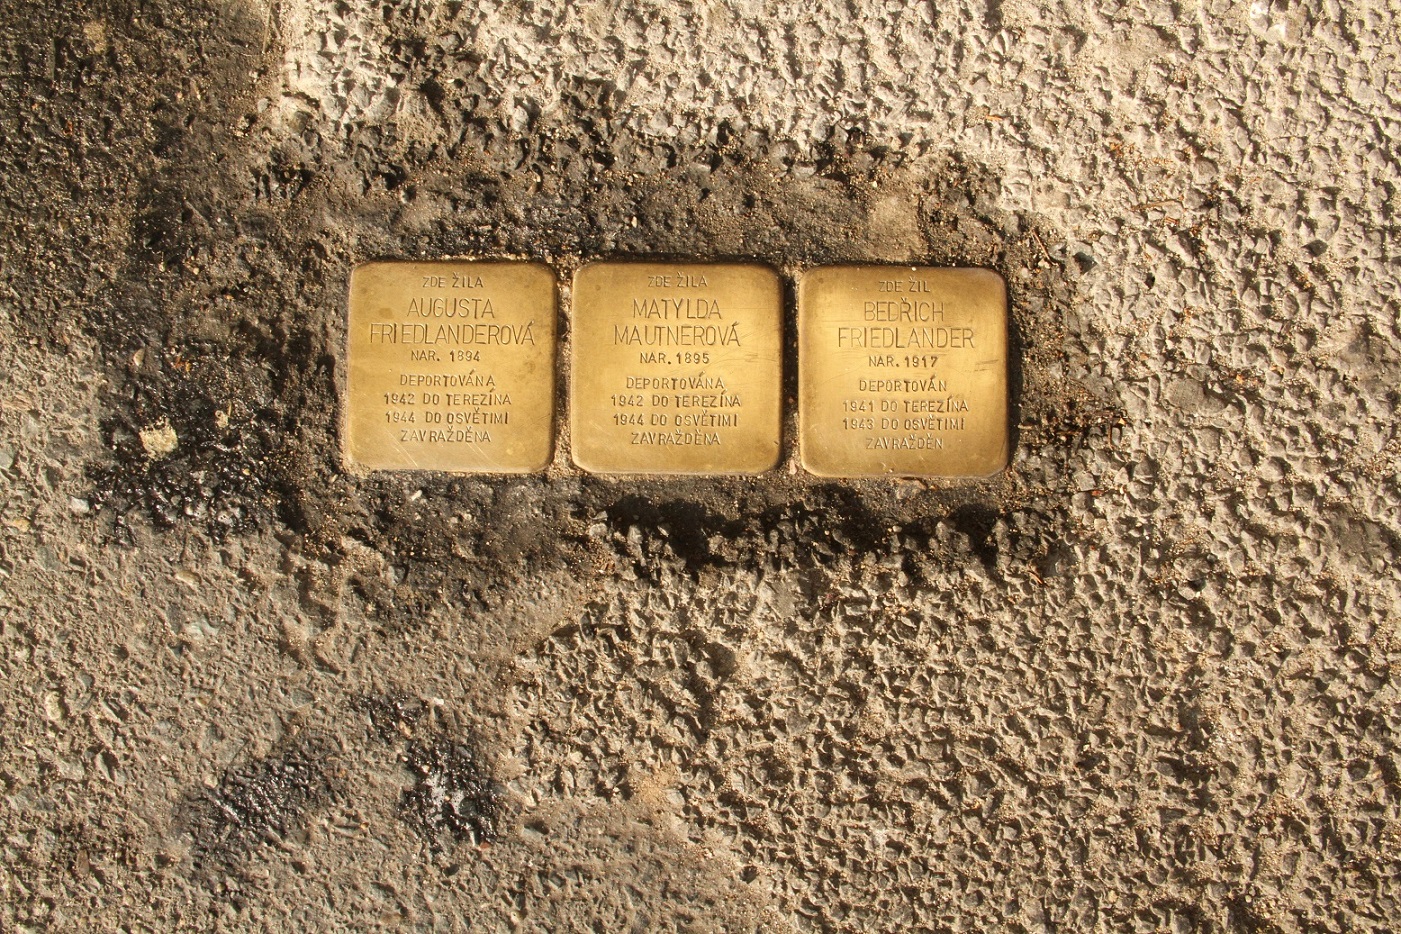 ZDE ŽILA
AUGUSTA
FRIEDLANDEROVÁ
NAR. 1894
DEPORTOVÁNA
1942 DO TEREZÍNA
1944 DO OSVĚTIMI
ZAVRAŽDĚNA
ZDE ŽILA
MATYLDA
MAUTNEROVÁ
NAR. 1895
DEPORTOVÁNA
1942 DO TEREZÍNA
1944 DO OSVĚTIMI
ZAVRAŽDĚNA
ZDE ŽIL
BEDŘICH
FRIEDLANDER
NAR. 1917
DEPORTOVÁN
1941 DO TEREZÍNA
1943 DO OSVĚTIMI
ZAVRAŽDĚN